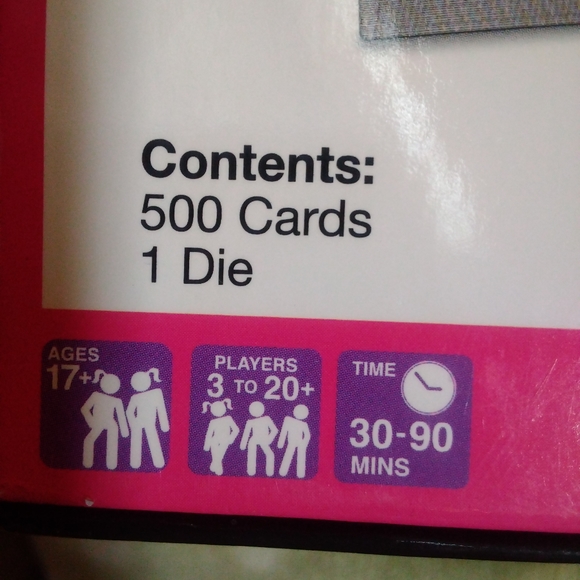 Contents:
500 Cards
1 Die
AGES
17+
PLAYERS
3 TO 20+
TIME
30-90
MINS